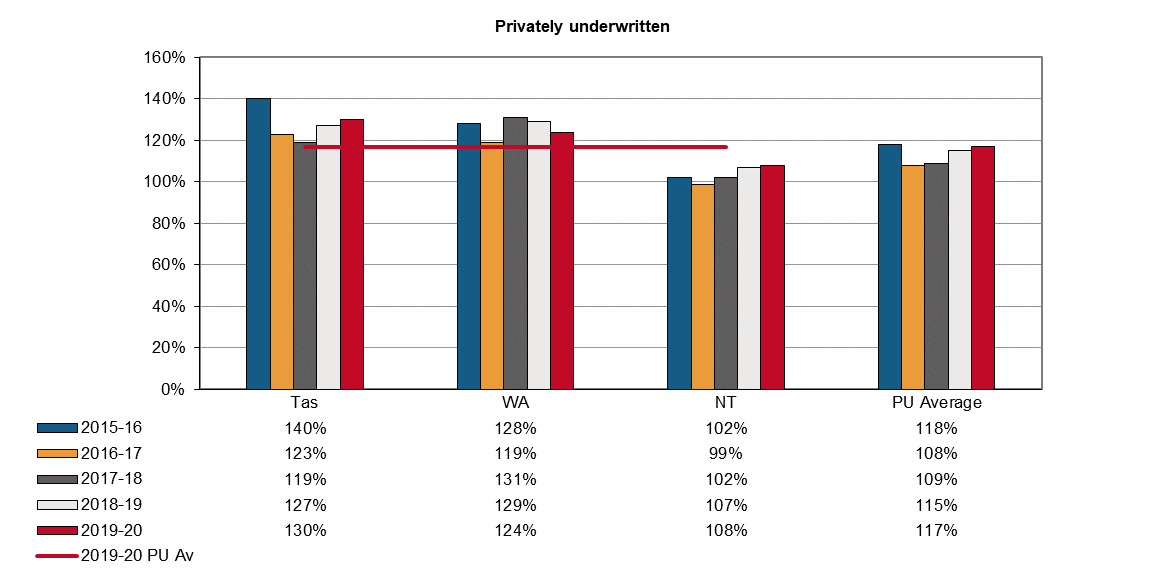 Privately underwritten
160%
140%
120%
100%
80%
60%
40%
20%
0%
Tas WA NT PU Average
2015-16 140% 128% 102% 118%
2016-17 123% 119% 99% 108%
2017-18 119% 131% 102% 109%
2018-19 127% 129% 107% 115%
2019-20 130% 124% 108% 117%
2019-20 PU Av